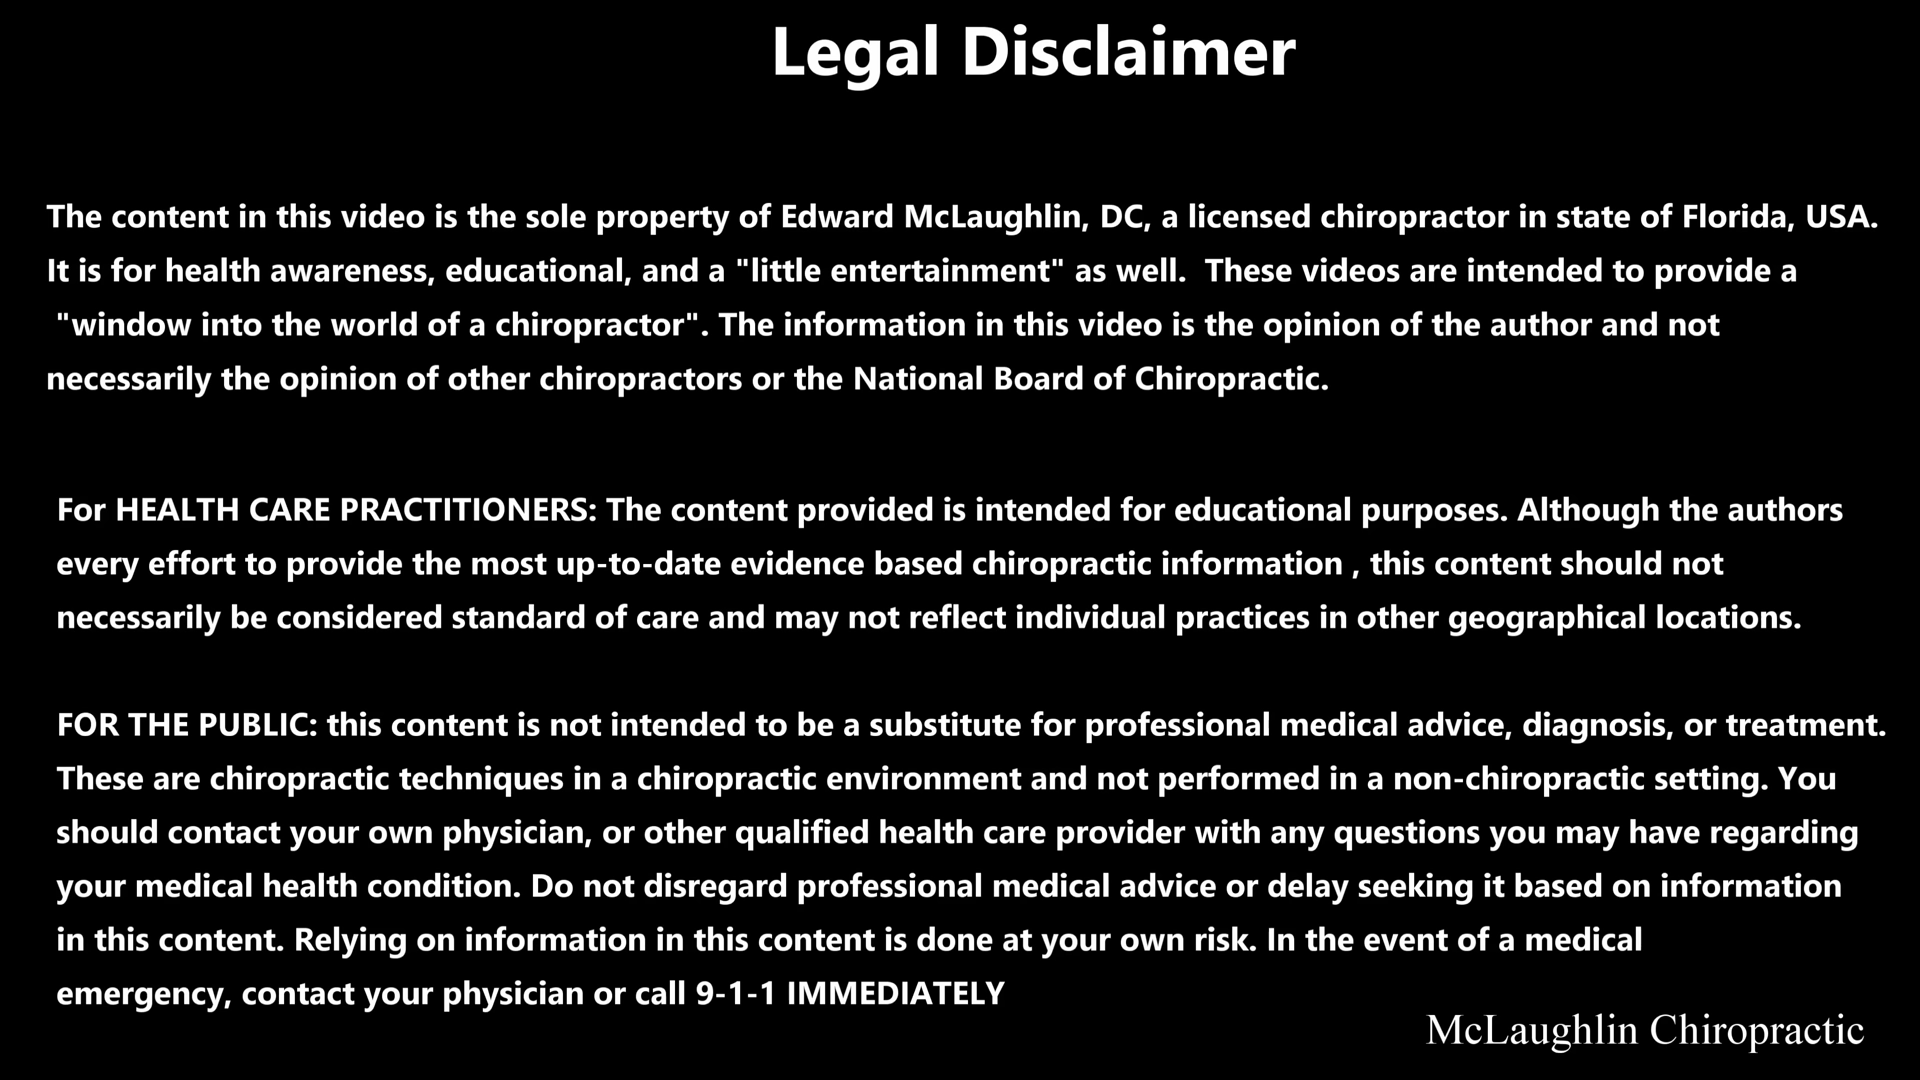 Legal Disclaimer
The content in this video is the sole property of Edward McLaughlin, DC, a licensed chiropractor in state of Florida, USA.
It is for health awareness, educational, and a "little entertainment" as well.  These videos are intended to provide a
"window into the world of a chiropractor". The information in this video is the opinion of the author and not
necessarily the opinion of other chiropractors or the National Board of Chiropractic.
For HEALTH CARE PRACTITIONERS: The content provided is intended for educational purposes. Although the authors
every effort to provide the most up-to-date evidence based chiropractic information , this content should not
necessarily be considered standard of care and may not reflect individual practices in other geographical locations.
FOR THE PUBLIC: this content is not intended to be a substitute for professional medical advice, diagnosis, or treatment.
These are chiropractic techniques in a chiropractic environment and not performed in a non-chiropractic setting. You
should contact your own physician, or other qualified health care provider with any questions you may have regarding
your medical health condition. Do not disregard professional medical advice or delay seeking it based on information
in this content. Relying on information in this content is done at your own risk. In the event of a medical
emergency, contact your physician or call 9-1-1 IMMEDIATELY
McLaughlin Chiropractic